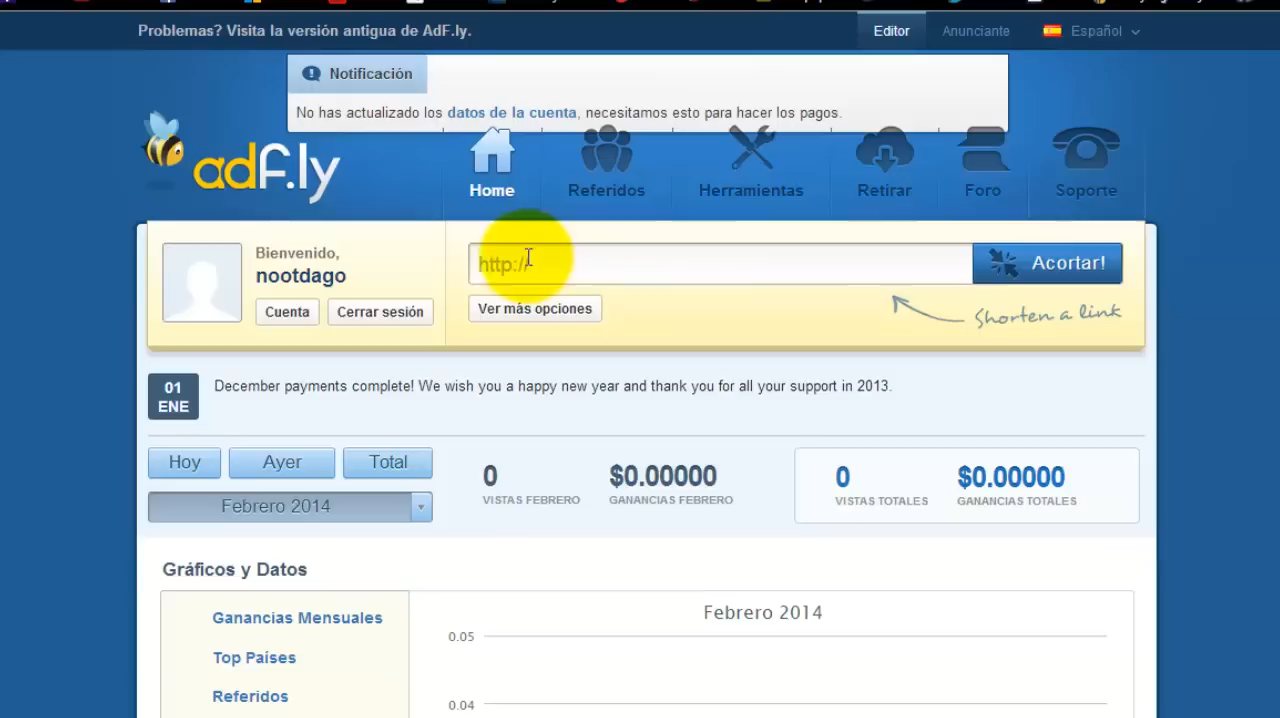 Problemas? Visita la versión antigua de AdF.ly.
Editor
Anunciante
Español
Notificación
No has actualizado los datos de la cuenta, necesitamos esto para hacer los pagos.
adf.ly
Home
Referidos
Herramientas
Retirar
Foro
Soporte
Bienvenido,
nootdago
Cuenta
Cerrar sesión
http://
Acortar!
Ver más opciones
Shorten a link
01
ENE
December payments complete! We wish you a happy new year and thank you for all your support in 2013.
Hoy
Ayer
Total
Febrero 2014
0
VISTAS FEBRERO
$0.00000
GANANCIAS FEBRERO
0
VISTAS TOTALES
$0.00000
GANANCIAS TOTALES
Gráficos y Datos
Ganancias Mensuales
Top Países
Referidos
Febrero 2014
0.05
0.04